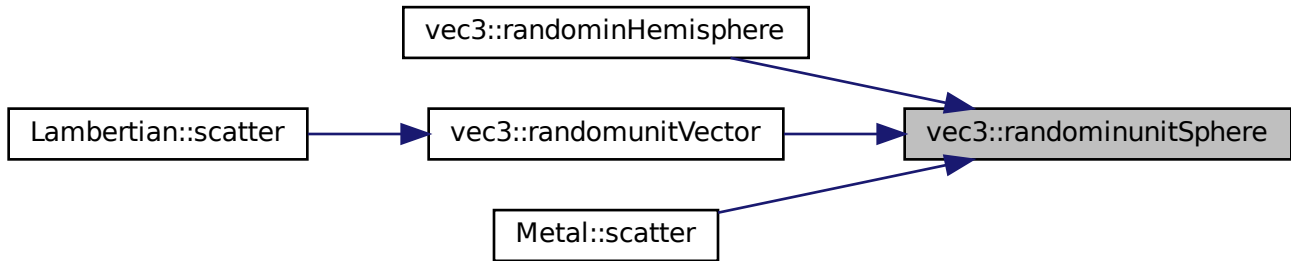 vec3::randominHemisphere
Lambertian::scatter
vec3::randomunitVector
vec3::randominunitSphere
Metal::scatter